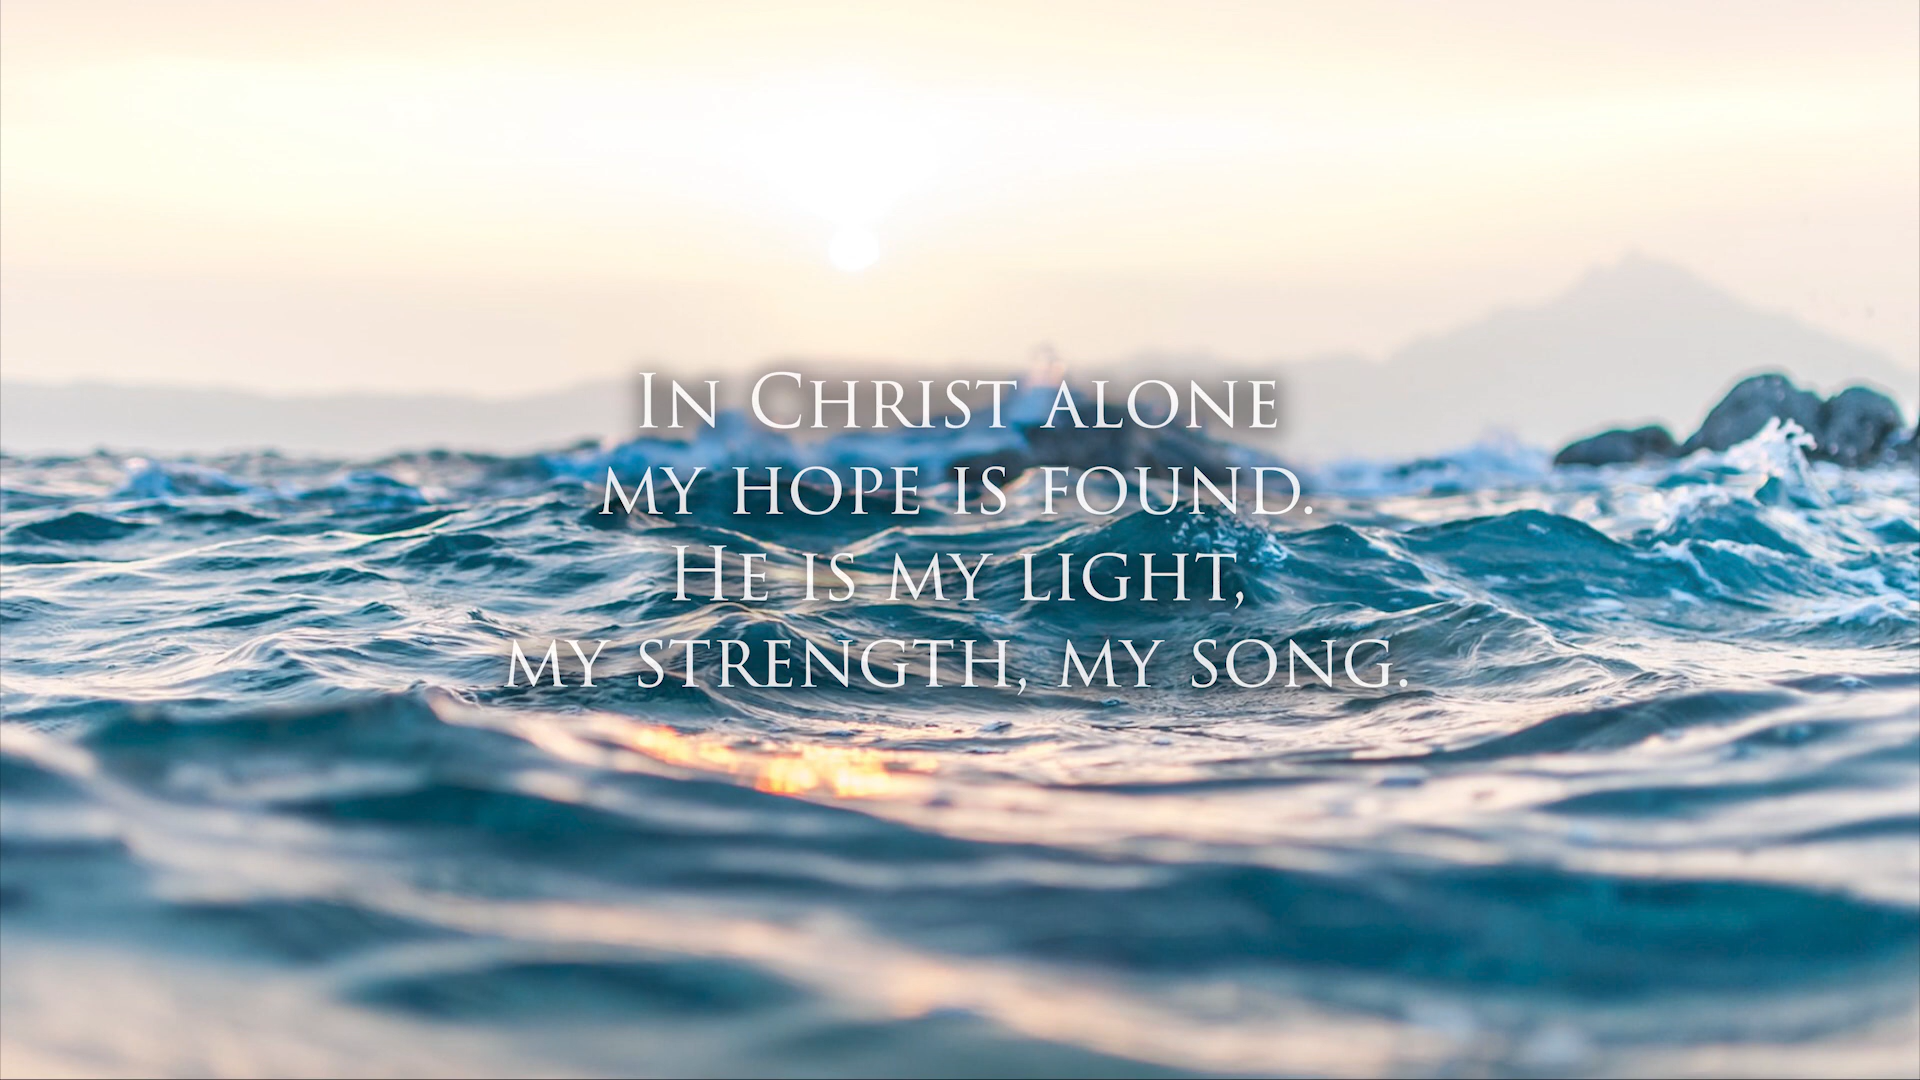 In Christ alone
my hope is found.
He is my light,
my strength, my song.